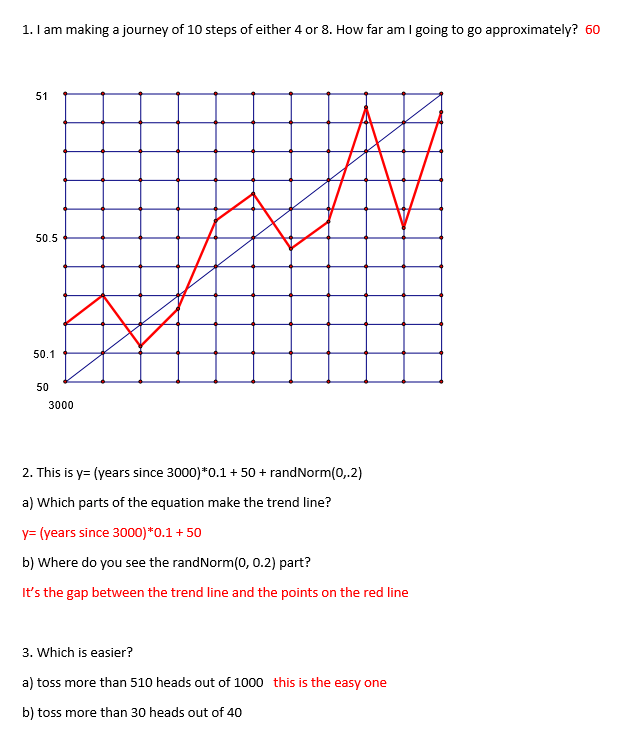 1. I am making a journey of 10 steps of either 4 or 8. How far am I going to go approximately? 60
51
50.5
50.1
50
3000
2. This is y= (years since 3000)*0.1 + 50 + randNorm(0,.2)
a) Which parts of the equation make the trend line?
y= (years since 3000)*0.1 + 50
b) Where do you see the randNorm(0, 0.2) part?
It's the gap between the trend line and the points on the red line
3. Which is easier?
a) toss more than 510 heads out of 1000 this is the easy one
b) toss more than 30 heads out of 40